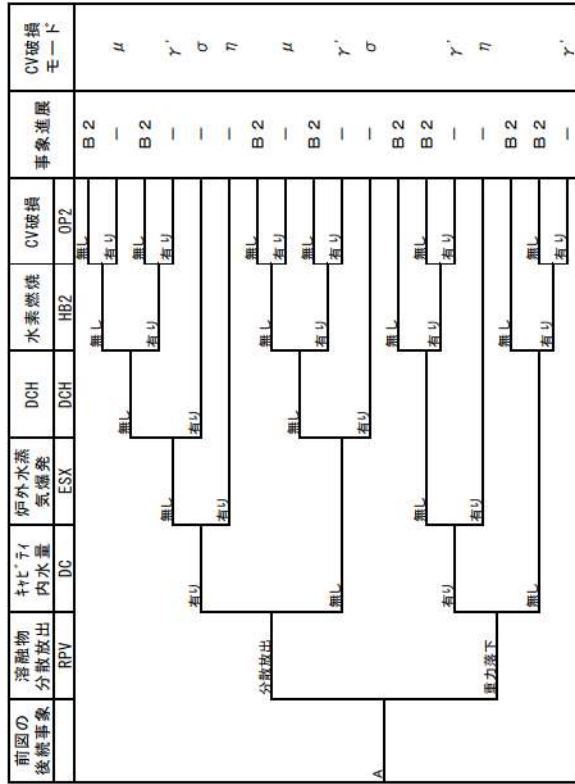 前図の
後続事象
溶融物
分散放出
キャビティ
内水量
炉外水蒸
気爆発
DCH
水素燃焼
CV破損
事象進展
CV破損
モード
RPV
DC
ESX
DCH
HB2
OP2
A
分散放出
重力落下
有り
無し
有り
無し
無し
有り
無し
有り
無し
有り
無し
有り
無し
有り
無し
有り
無し
有り
無し
有り
無し
有り
無し
有り
無し
有り
無し
有り
無し
有り
無し
有り
B2
－ μ
B2
－ γ'
－ σ
－ η
B2
－ μ
B2
－ γ'
－ σ
B2
B2
－ γ'
－ η
B2
B2
－ γ'